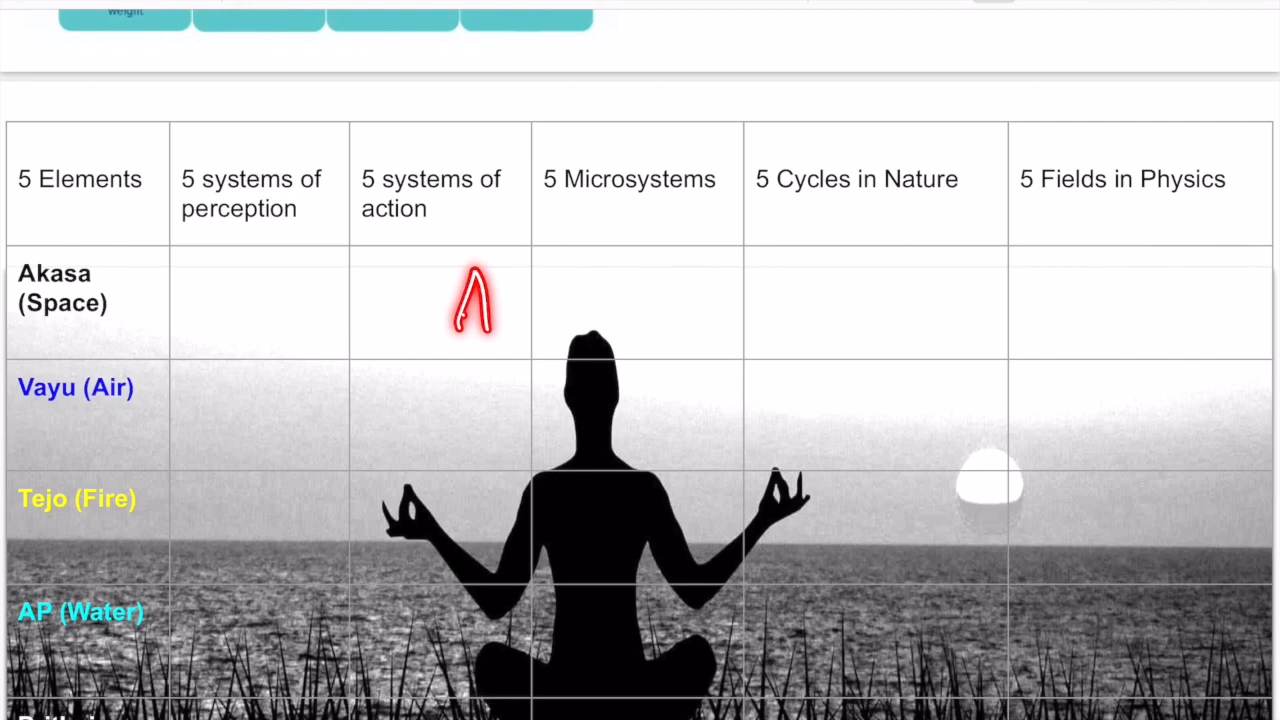 weight
5 Elements
5 systems of
perception
5 systems of
action
5 Microsystems
5 Cycles in Nature
5 Fields in Physics
Akasa
(Space)
Vayu (Air)
Tejo (Fire)
AP (Water)